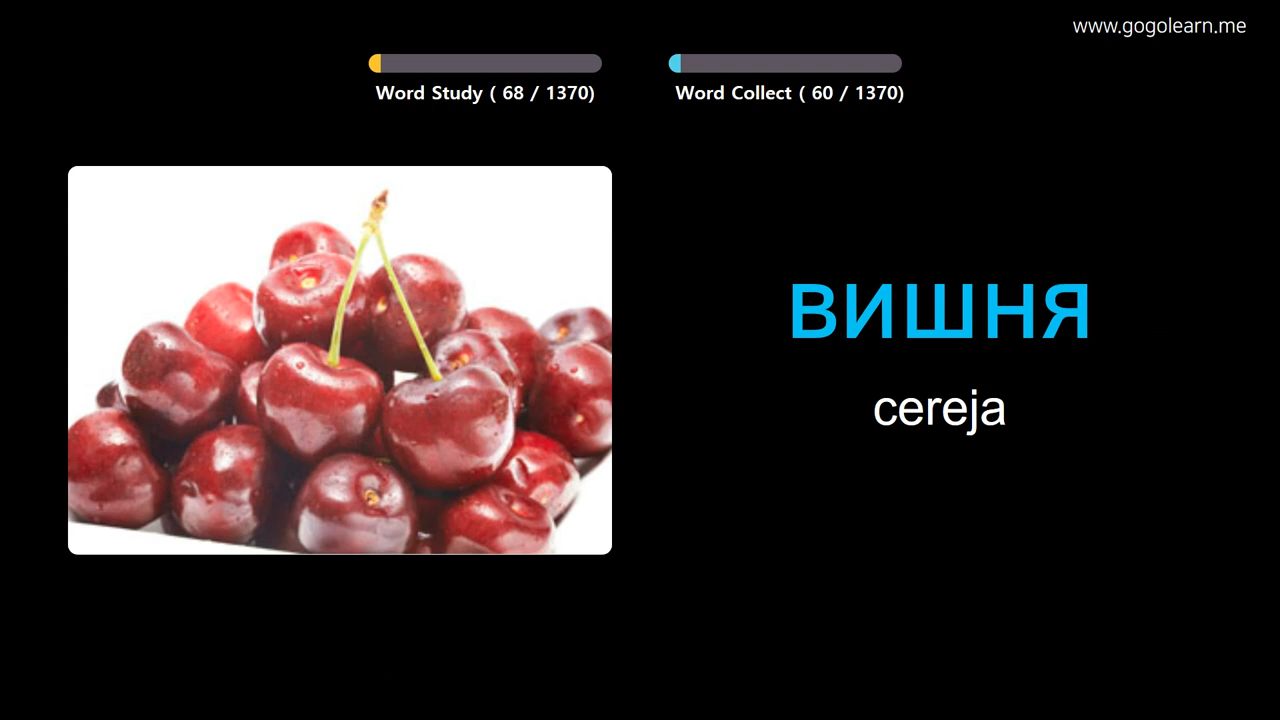 www.gogolearn.me
Word Study ( 68 / 1370)
Word Collect ( 60 / 1370)
вишня
cereja